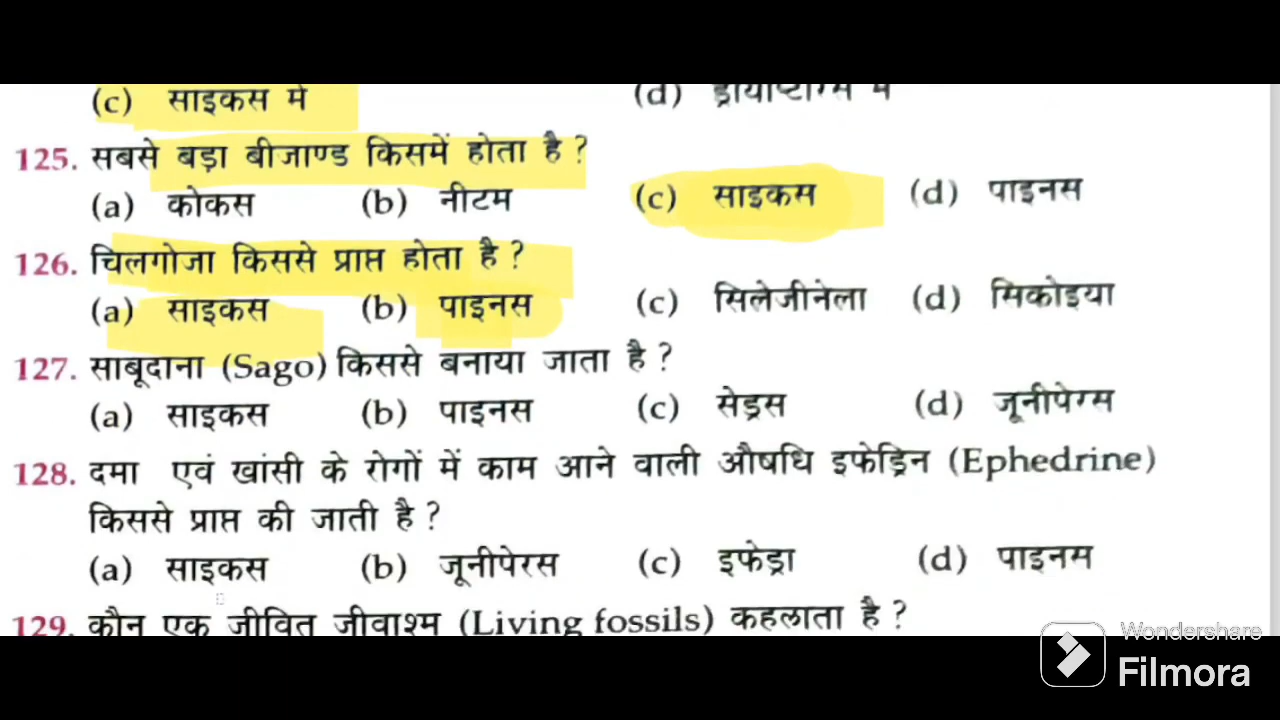 (c) साइकस में (d) ड्रायोप्टेरिस में
125. सबसे बड़ा बीजाण्ड किसमें होता है ?
(a) कोकस (b) नीटम (c) साइकस (d) पाइनस
126. चिलगोजा किससे प्राप्त होता है ?
(a) साइकस (b) पाइनस (c) सिलेजीनेला (d) सिकोइया
127. साबूदाना (Sago) किससे बनाया जाता है ?
(a) साइकस (b) पाइनस (c) सेड्रस (d) जूनीपेरस
128. दमा एवं खांसी के रोगों में काम आने वाली औषधि इफेड्रिन (Ephedrine)
किससे प्राप्त की जाती है ?
(a) साइकस (b) जूनीपेरस (c) इफेड्रा (d) पाइनस
129. कौन एक जीवित जीवाश्म (Living fossils) कहलाता है ?
Wondershare
Filmora